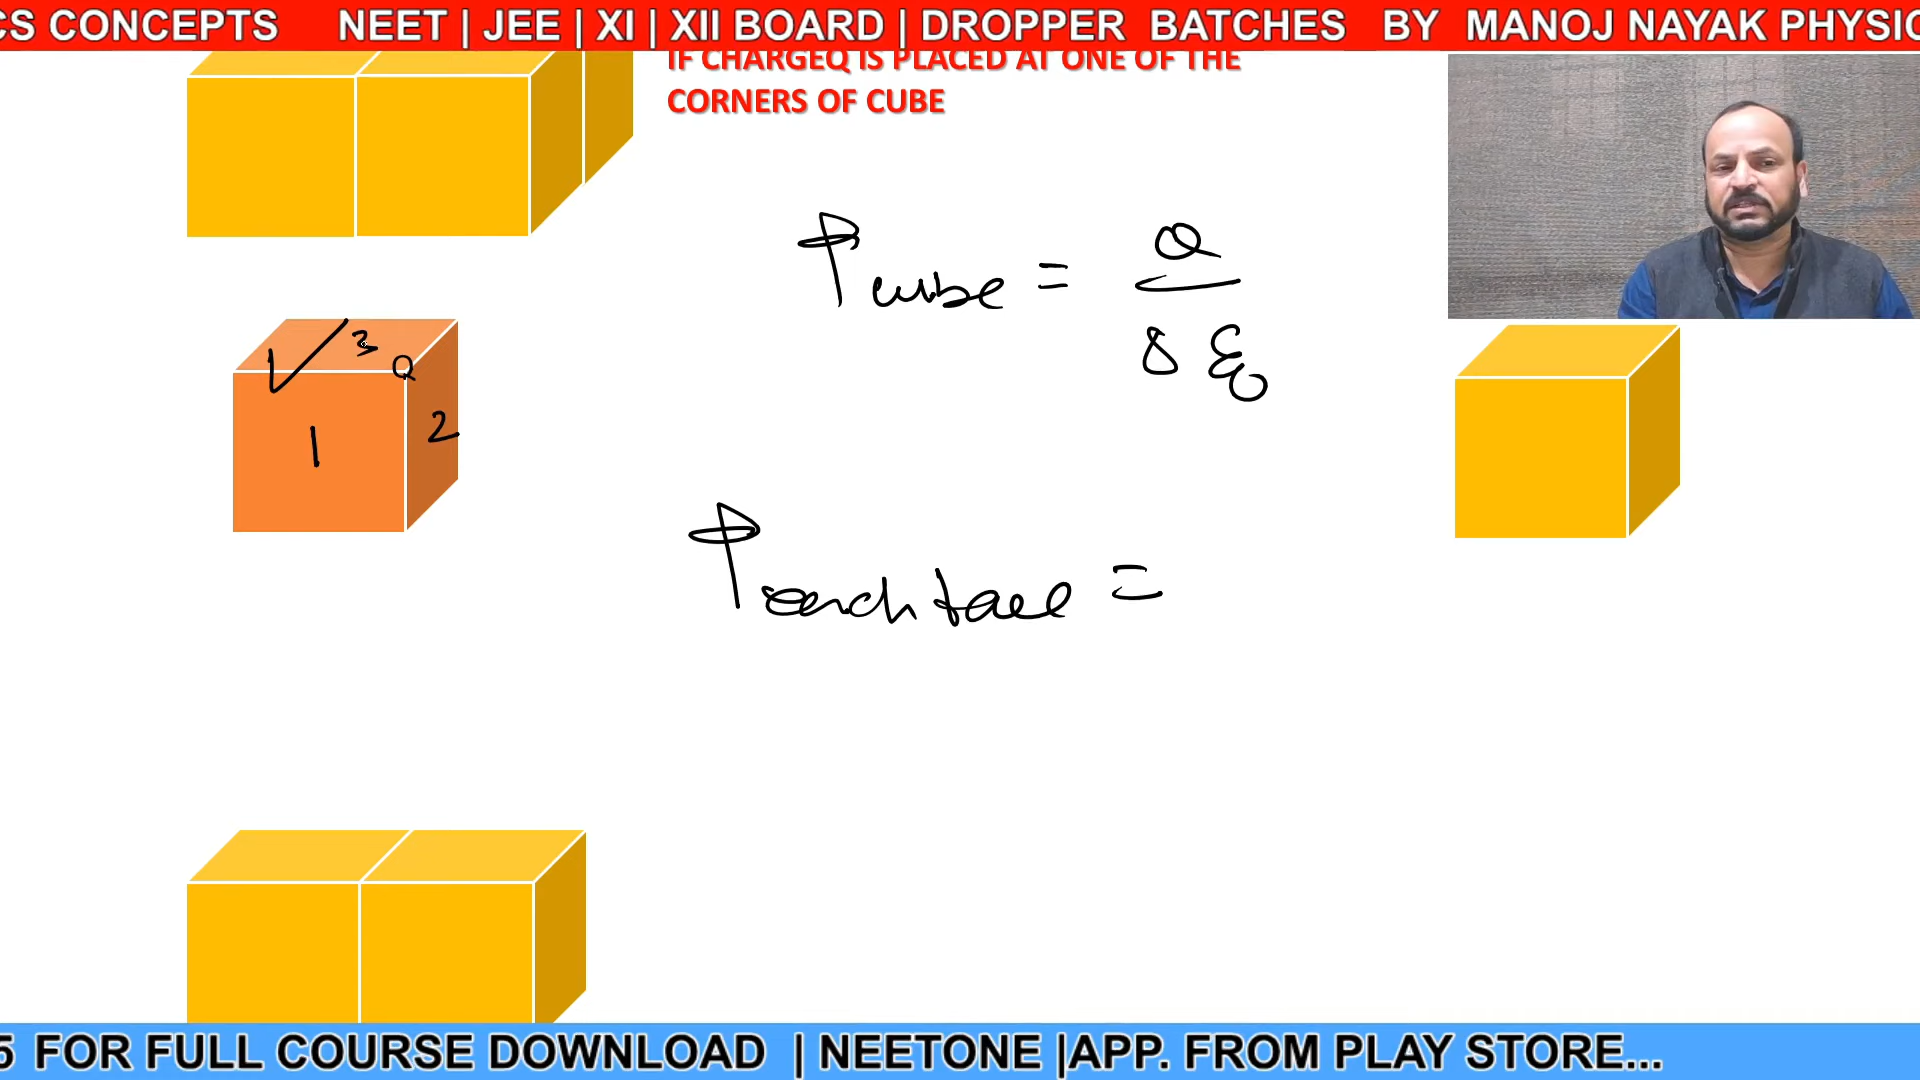 CS CONCEPTS NEET | JEE | XI | XII BOARD | DROPPER BATCHES BY MANOJ NAYAK PHYSIC
IF CHARGEQ IS PLACED AT ONE OF THE
CORNERS OF CUBE
Φcube = Q / 8 ε0
3
Q
1
2
Φeach face =
5 FOR FULL COURSE DOWNLOAD | NEETONE |APP. FROM PLAY STORE...